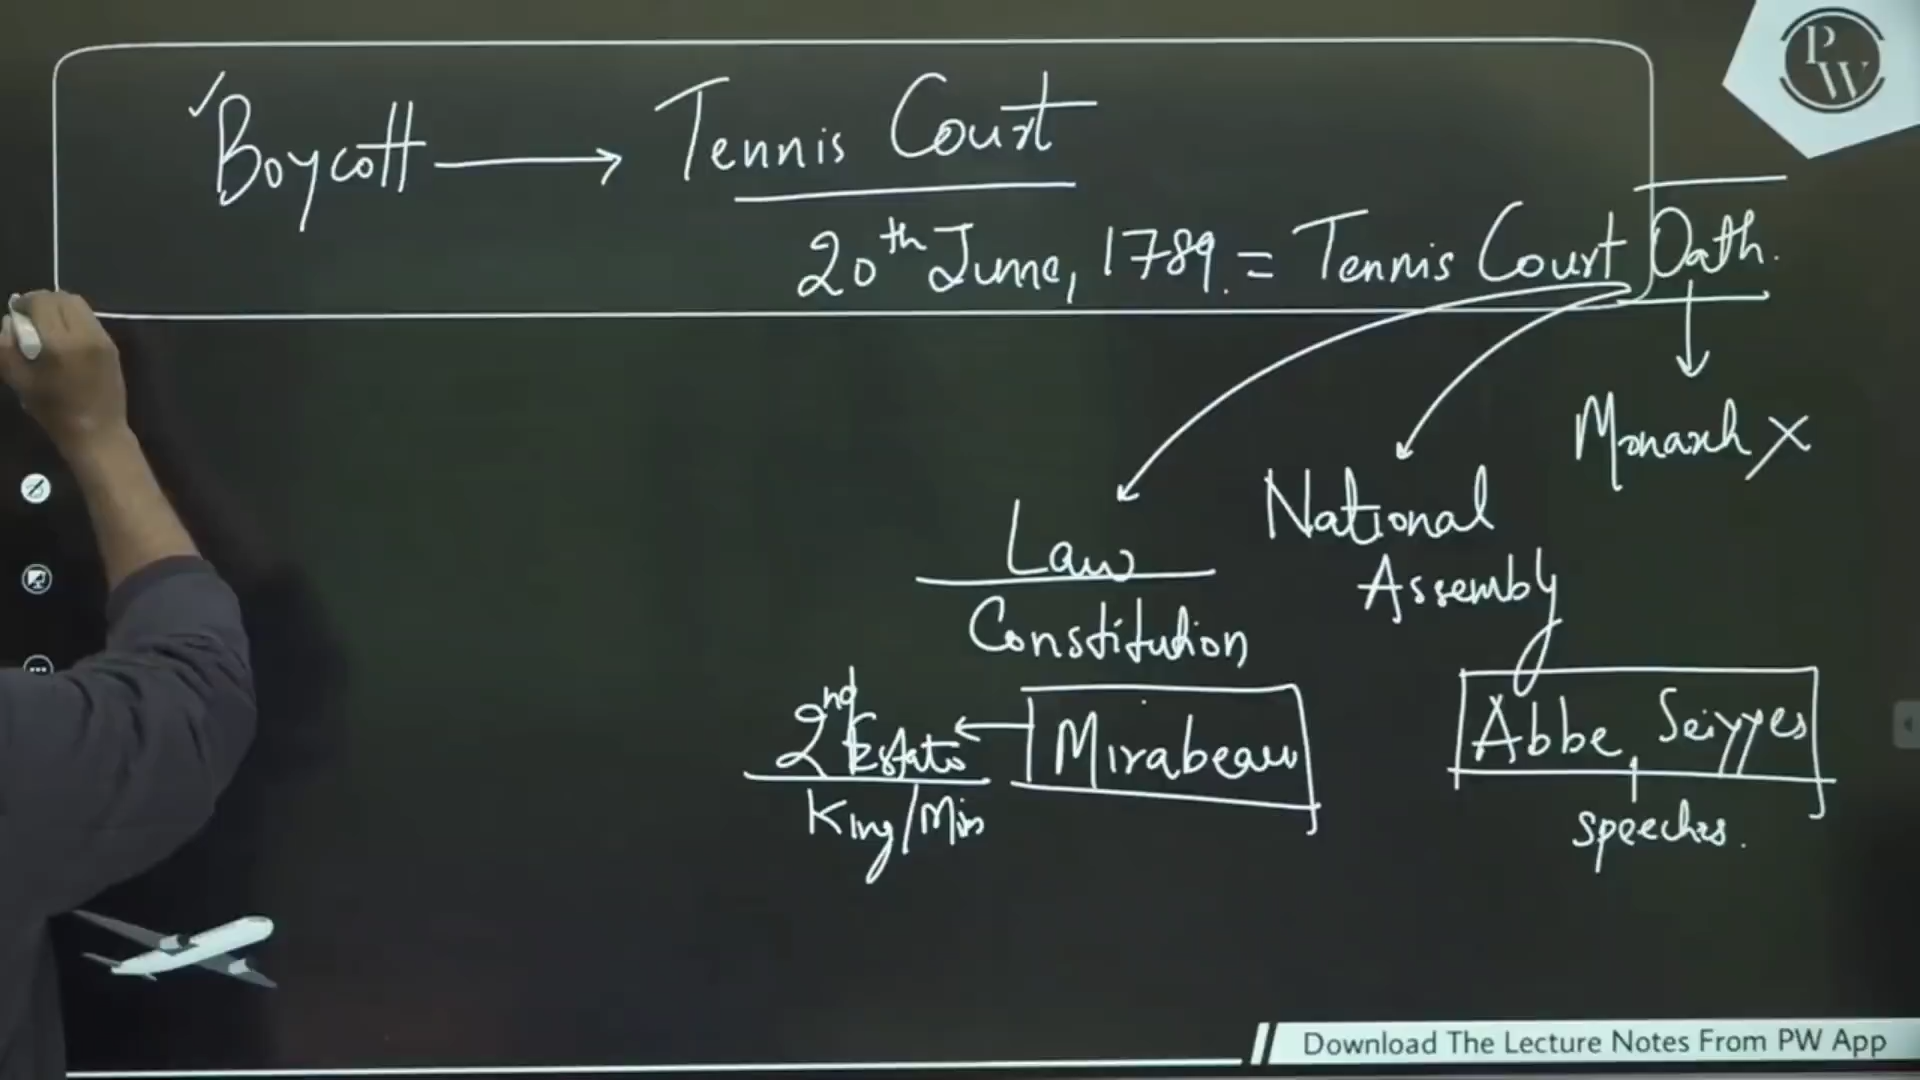 Boycott → Tennis Court
20th June, 1789. = Tennis Court Oath.
Monarch X
Law
Constitution
National
Assembly
2nd Estate ← Mirabeau
King/Min
Abbe, Seiyyes
speeches.
PW
Download The Lecture Notes From PW App